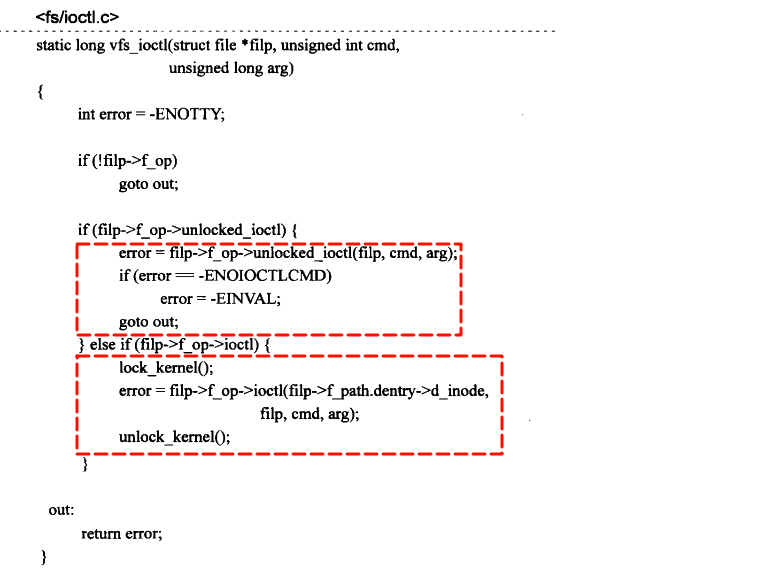 <fs/ioctl.c>
static long vfs_ioctl(struct file *filp, unsigned int cmd,
unsigned long arg)
{
int error = -ENOTTY;
if (!filp->f_op)
goto out;
if (filp->f_op->unlocked_ioctl) {
error = filp->f_op->unlocked_ioctl(filp, cmd, arg);
if (error == -ENOIOCTLCMD)
error = -EINVAL;
goto out;
} else if (filp->f_op->ioctl) {
lock_kernel();
error = filp->f_op->ioctl(filp->f_path.dentry->d_inode,
filp, cmd, arg);
unlock_kernel();
}
out:
return error;
}